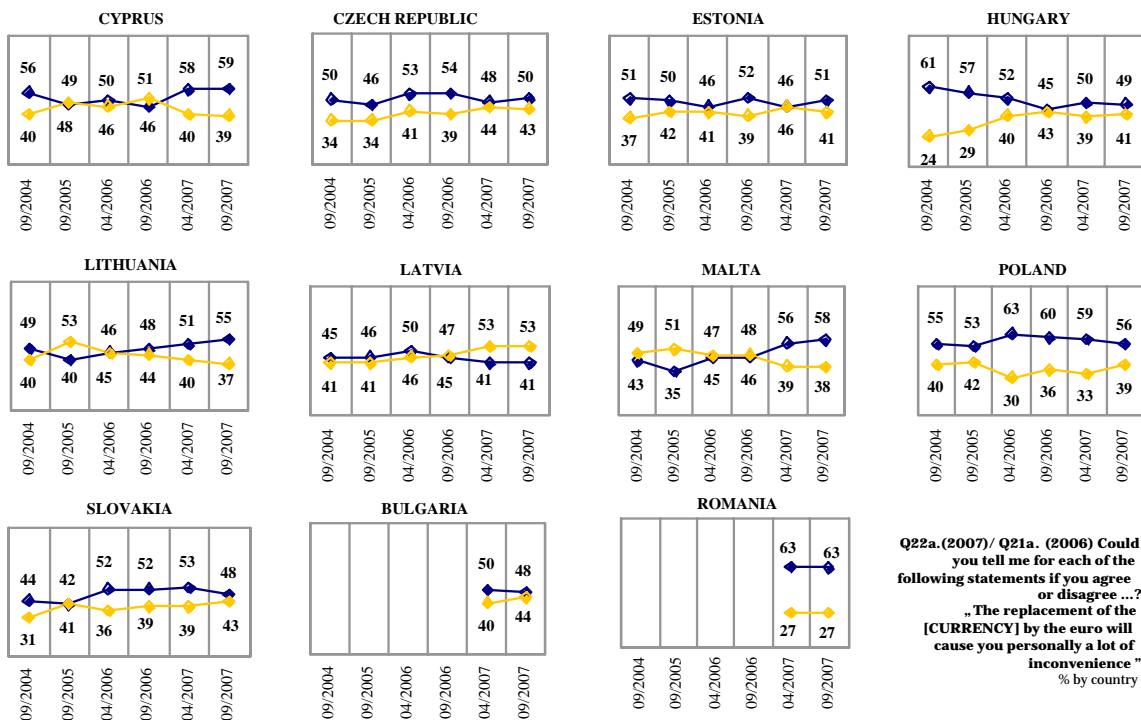 CYPRUS
56 49 50 51 58 59
40 48 46 46 40 39
09/2004 09/2005 04/2006 09/2006 04/2007 09/2007
CZECH REPUBLIC
50 46 53 54 48 50
34 34 41 39 44 43
09/2004 09/2005 04/2006 09/2006 04/2007 09/2007
ESTONIA
51 50 46 52 46 51
37 42 41 39 46 41
09/2004 09/2005 04/2006 09/2006 04/2007 09/2007
HUNGARY
61 57 52 45 50 49
24 29 40 43 39 41
09/2004 09/2005 04/2006 09/2006 04/2007 09/2007
LITHUANIA
49 53 46 48 51 55
40 40 45 44 40 37
09/2004 09/2005 04/2006 09/2006 04/2007 09/2007
LATVIA
45 46 50 47 53 53
41 41 46 45 41 41
09/2004 09/2005 04/2006 09/2006 04/2007 09/2007
MALTA
49 51 47 48 56 58
43 35 45 46 39 38
09/2004 09/2005 04/2006 09/2006 04/2007 09/2007
POLAND
55 53 63 60 59 56
40 42 30 36 33 39
09/2004 09/2005 04/2006 09/2006 04/2007 09/2007
SLOVAKIA
44 42 52 52 53 48
31 41 36 39 39 43
09/2004 09/2005 04/2006 09/2006 04/2007 09/2007
BULGARIA
50 48
40 44
09/2004 09/2005 04/2006 09/2006 04/2007 09/2007
ROMANIA
63 63
27 27
09/2004 09/2005 04/2006 09/2006 04/2007 09/2007
Q22a.(2007)/ Q21a. (2006) Could
you tell me for each of the
following statements if you agree
or disagree ...?
„The replacement of the
[CURRENCY] by the euro will
cause you personally a lot of
inconvenience ”
% by country